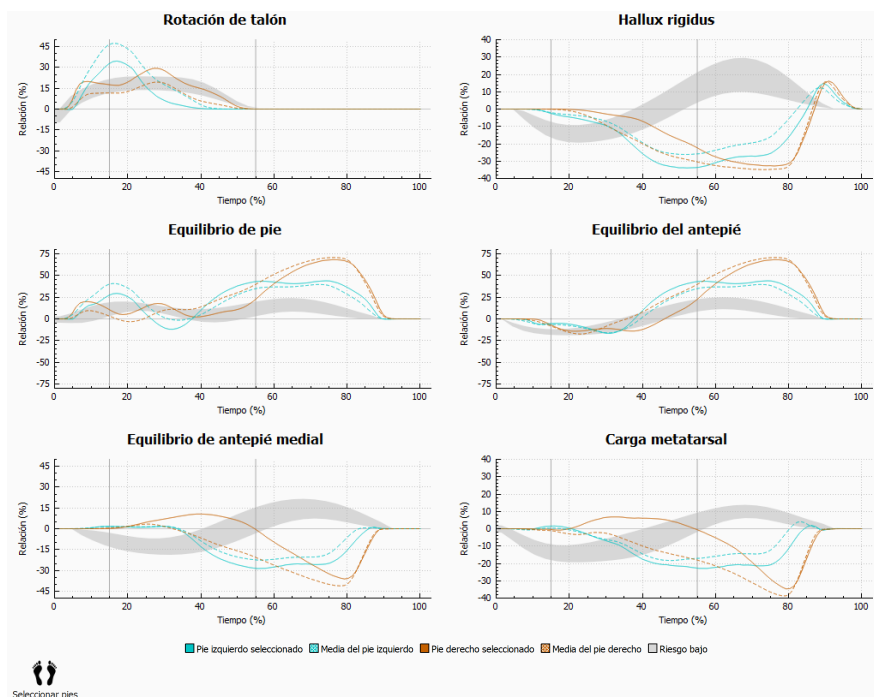 Rotación de talón
Hallux rigidus
45
30
15
0
-15
-30
-45
Relación (%)
0 20 40 60 80 100
Tiempo (%)
40
30
20
10
0
-10
-20
-30
-40
Relación (%)
0 20 40 60 80 100
Tiempo (%)
Equilibrio de pie
Equilibrio del antepié
75
50
25
0
-25
-50
-75
Relación (%)
0 20 40 60 80 100
Tiempo (%)
75
50
25
0
-25
-50
-75
Relación (%)
0 20 40 60 80 100
Tiempo (%)
Equilibrio de antepié medial
Carga metatarsal
45
30
15
0
-15
-30
-45
Relación (%)
0 20 40 60 80 100
Tiempo (%)
40
30
20
10
0
-10
-20
-30
-40
Relación (%)
0 20 40 60 80 100
Tiempo (%)
Pie izquierdo seleccionado Media del pie izquierdo Pie derecho seleccionado Media del pie derecho Riesgo bajo
Seleccionar pies